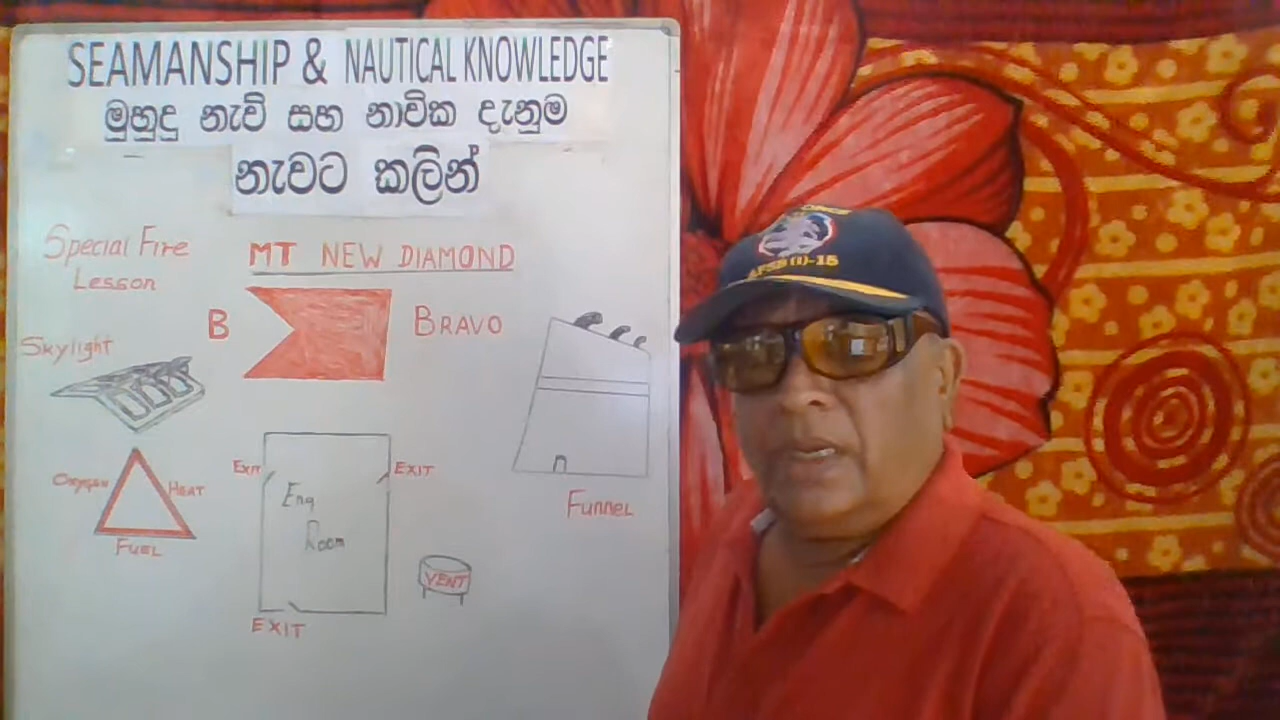 SEAMANSHIP & NAUTICAL KNOWLEDGE
මුහුදු නැවි සහ නාවික දැනුම
නැවට කලින්
Special Fire
Lesson
MT NEW DIAMOND
B
BRAVO
Skylight
OXYGEN
HEAT
FUEL
EXIT
EXIT
Eng
Room
EXIT
VENT
FUNNEL